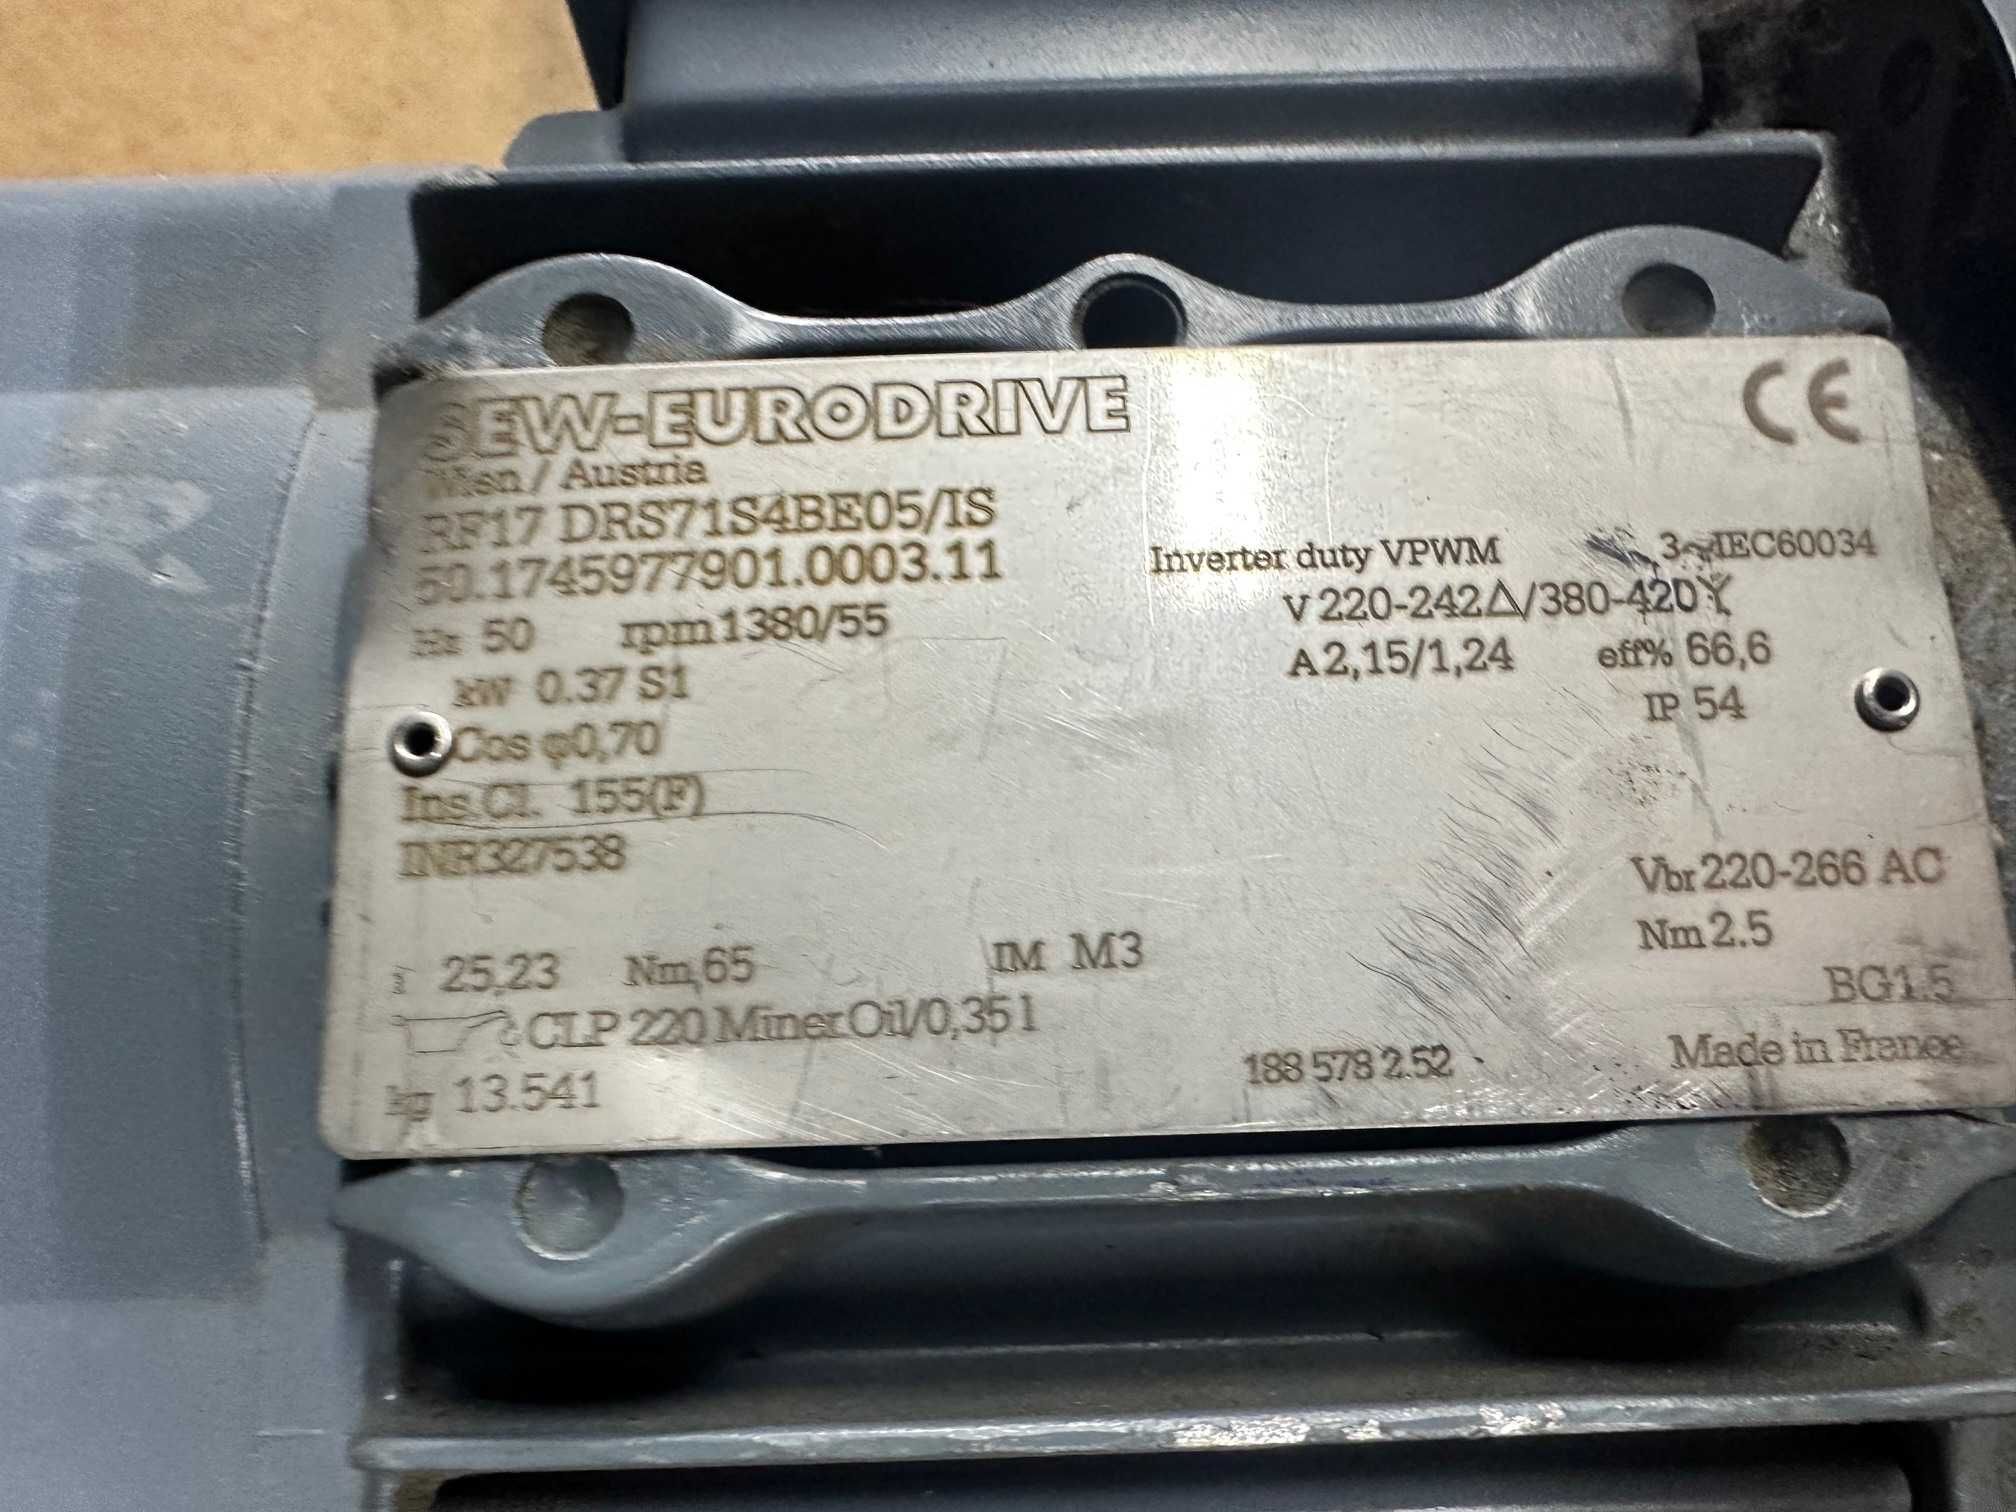 SEW-EURODRIVE
CE
Wien / Austria
RF17 DRS71S4BE05/IS
50.1745977901.0003.11
Inverter duty VPWM 3~IEC60034
Hz 50 rpm 1380/55
V 220-242△/380-420Y
kW 0.37 S1
A 2,15/1,24 eff% 66,6
Cos φ0,70
IP 54
Ins.Cl. 155(F)
INR327538
Vbr 220-266 AC
Nm 2.5
i 25,23 Nm,65 IM M3
BG1.5
CLP 220 Miner.Oil/0,35 l
kg 13.541
188 578 2.52
Made in France